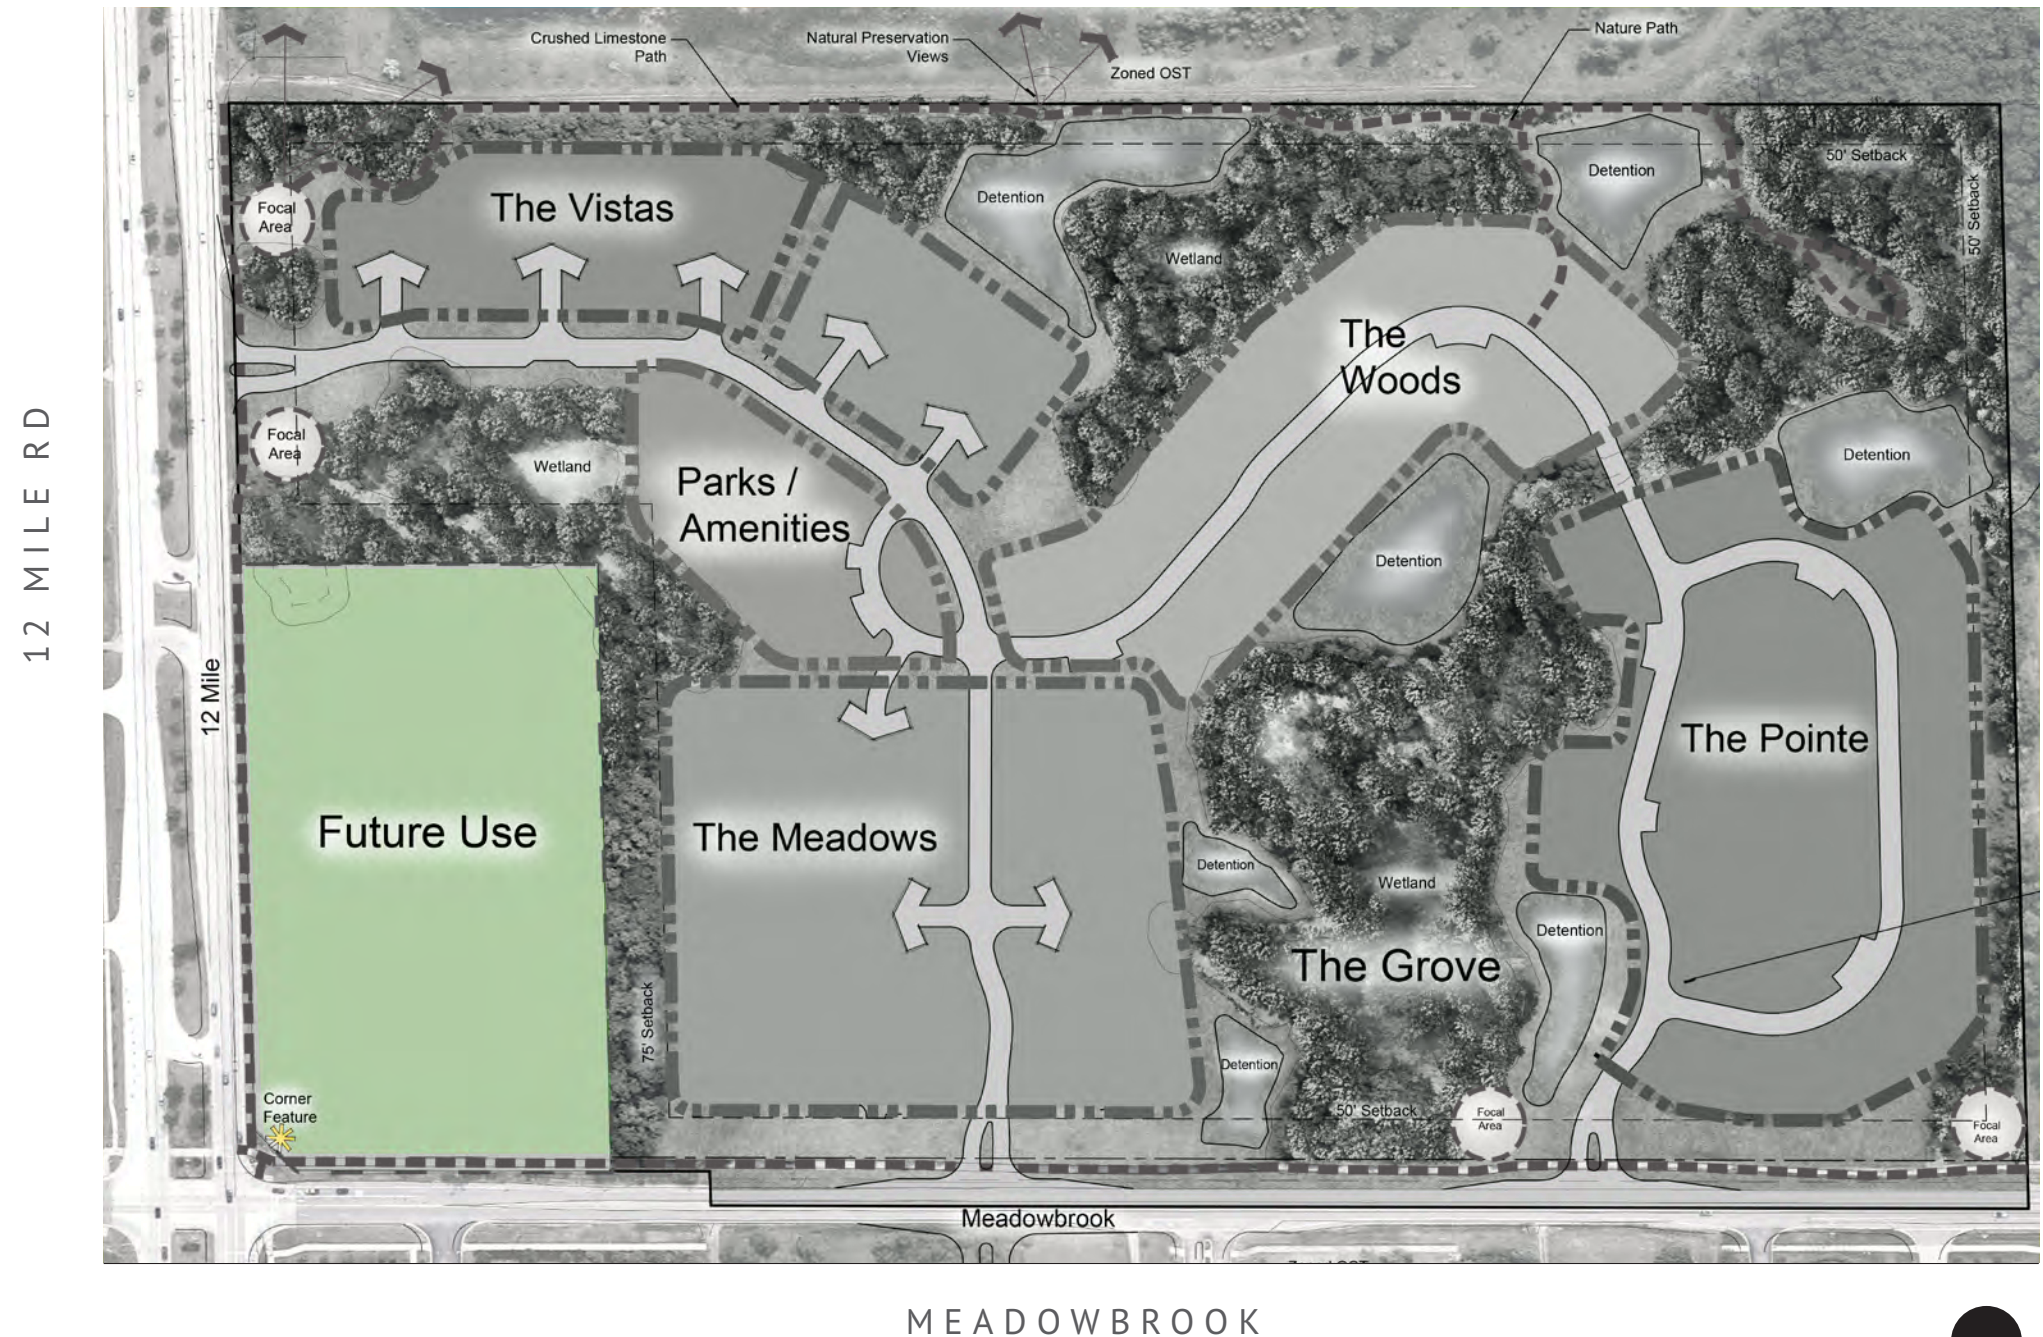 Crushed Limestone
Path
Natural Preservation
Views
Zoned OST
Nature Path
50' Setback
50' Setback
Detention
Detention
Focal
Area
The Vistas
Wetland
The
Woods
Focal
Area
Wetland
Parks /
Amenities
Detention
Detention
12 MILE RD
12 Mile
The Pointe
Future Use
The Meadows
Detention
Wetland
Detention
The Grove
75' Setback
Detention
Corner
Feature
50' Setback
Focal
Area
Focal
Area
Meadowbrook
MEADOWBROOK